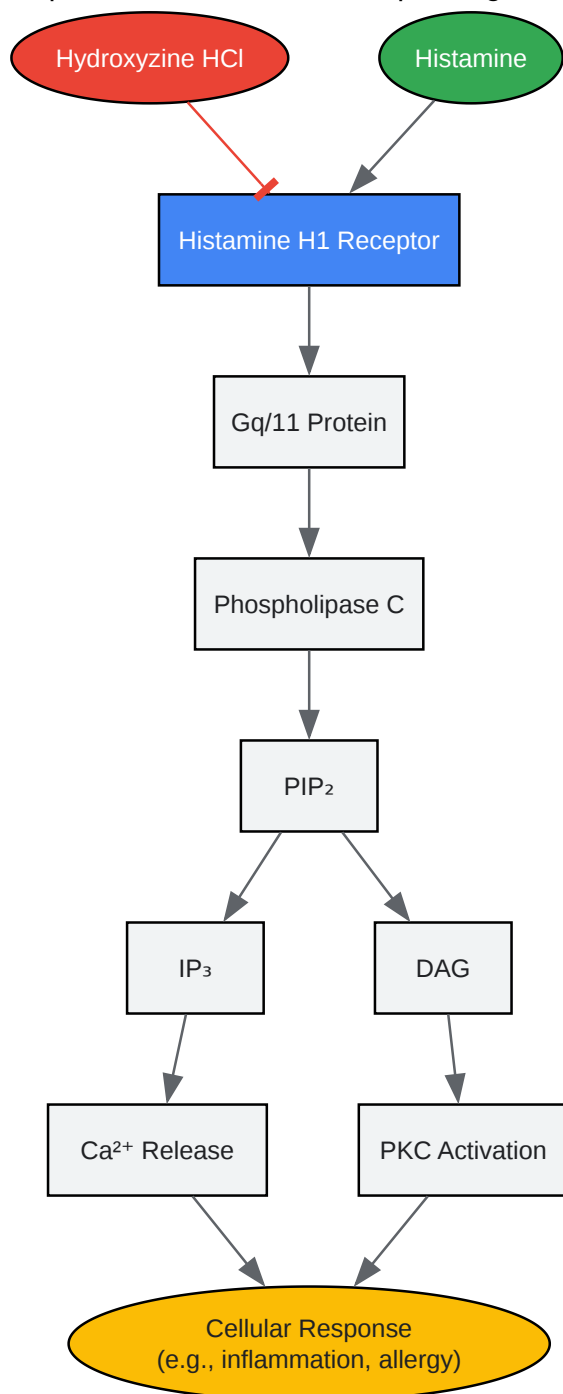 Hydroxyzine HCl
Histamine
Histamine H1 Receptor
Gq/11 Protein
Phospholipase C
PIP₂
IP₃
DAG
Ca²⁺ Release
PKC Activation
Cellular Response
(e.g., inflammation, allergy)